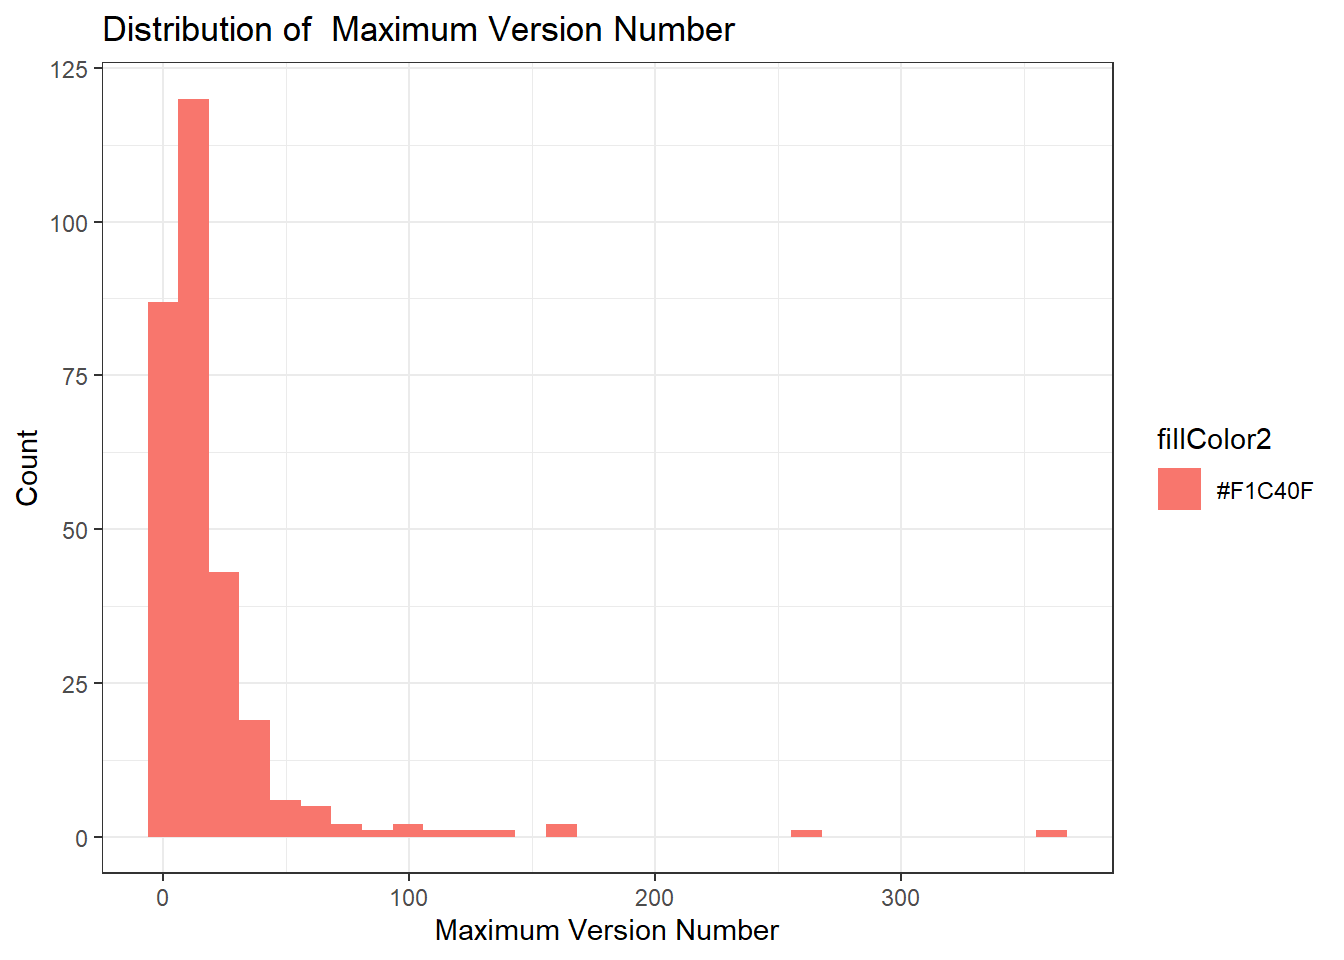 Distribution of  Maximum Version Number
125
100
75
50
25
0
Count
0 100 200 300
Maximum Version Number
fillColor2
#F1C40F